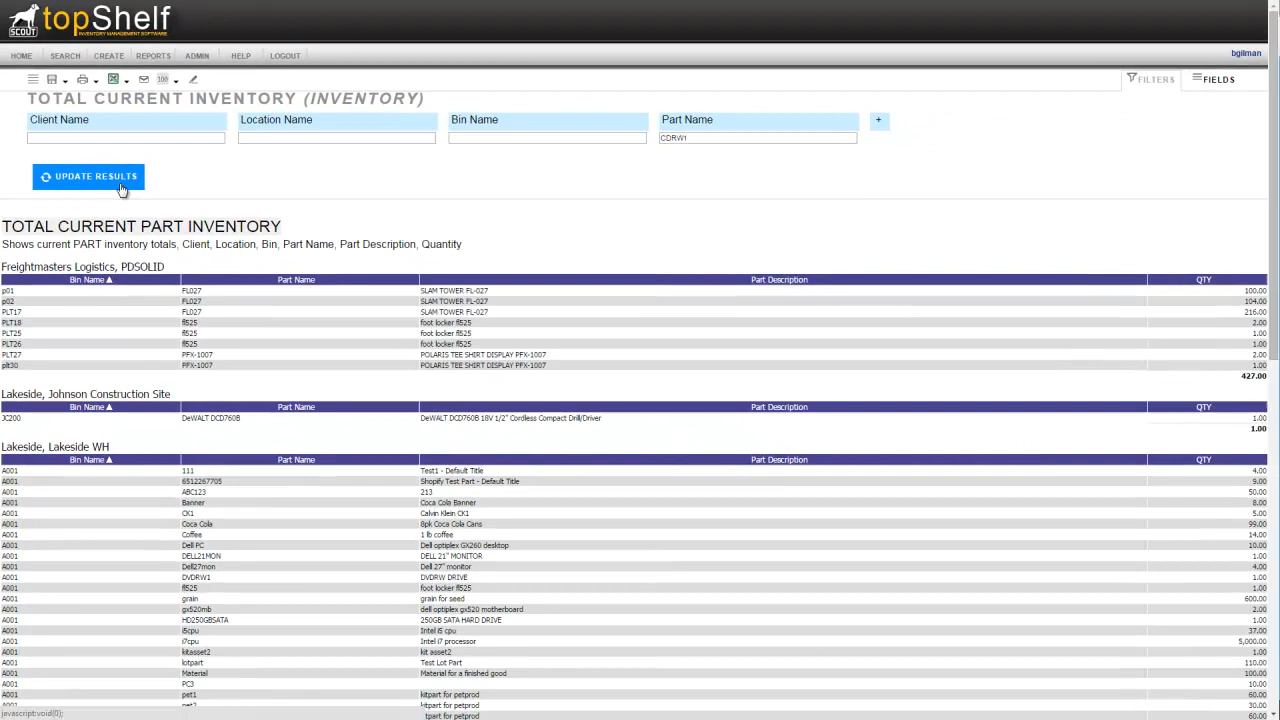 SCOUT topShelf
INVENTORY MANAGEMENT SOFTWARE
HOME SEARCH CREATE REPORTS ADMIN HELP LOGOUT bgilman
100 FILTERS FIELDS
TOTAL CURRENT INVENTORY (INVENTORY)
Client Name Location Name Bin Name Part Name +
CDRW1
UPDATE RESULTS
TOTAL CURRENT PART INVENTORY
Shows current PART inventory totals, Client, Location, Bin, Part Name, Part Description, Quantity
Freightmasters Logistics, PDSOLID
Bin Name ▲ Part Name Part Description QTY
p01 FL027 SLAM TOWER FL-027 100.00
p02 FL027 SLAM TOWER FL-027 104.00
PLT17 FL027 SLAM TOWER FL-027 216.00
PLT18 fl525 foot locker fl525 2.00
PLT25 fl525 foot locker fl525 1.00
PLT26 fl525 foot locker fl525 1.00
PLT27 PFX-1007 POLARIS TEE SHIRT DISPLAY PFX-1007 2.00
plt30 PFX-1007 POLARIS TEE SHIRT DISPLAY PFX-1007 1.00
427.00
Lakeside, Johnson Construction Site
Bin Name ▲ Part Name Part Description QTY
JC200 DeWALT DCD760B DeWALT DCD760B 18V 1/2" Cordless Compact Drill/Driver 1.00
1.00
Lakeside, Lakeside WH
Bin Name ▲ Part Name Part Description QTY
A001 111 Test1 - Default Title 4.00
A001 6512267705 Shopify Test Part - Default Title 9.00
A001 ABC123 213 50.00
A001 Banner Coca Cola Banner 8.00
A001 CK1 Calvin Klein CK1 5.00
A001 Coca Cola 8pk Coca Cola Cans 99.00
A001 Coffee 1 lb coffee 14.00
A001 Dell PC Dell optiplex GX260 desktop 10.00
A001 DELL21MON DELL 21" MONITOR 1.00
A001 Dell27mon Dell 27" monitor 4.00
A001 DVDRW1 DVDRW DRIVE 1.00
A001 fl525 foot locker fl525 1.00
A001 grain grain for seed 600.00
A001 gx520mb dell optiplex gx520 motherboard 2.00
A001 HD250GBSATA 250GB SATA HARD DRIVE 1.00
A001 i5cpu Intel i5 cpu 37.00
A001 i7cpu Intel i7 processor 5,000.00
A001 kitasset2 kit asset2 1.00
A001 lotpart Test Lot Part 110.00
A001 Material Material for a finished good 100.00
A001 PC3 10.00
A001 pet1 kitpart for petprod 60.00
A001 pet2 kitpart for petprod 30.00
javascript:void(0); tpart for petprod 60.00